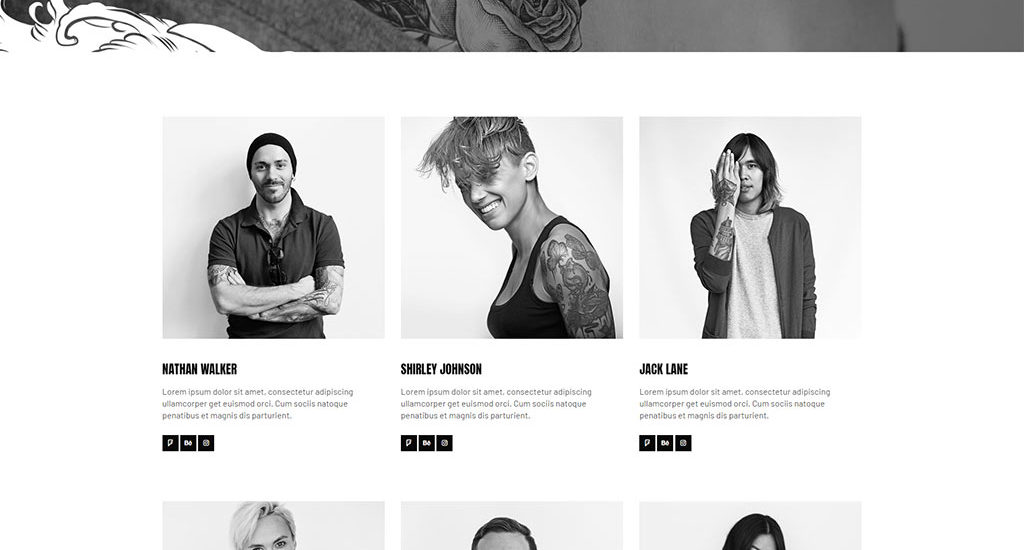 NATHAN WALKER
Lorem ipsum dolor sit amet, consectetur adipiscing
ullamcorper get euismod orci. Cum sociis natoque
penatibus et magnis dis parturient.
Bē
SHIRLEY JOHNSON
Lorem ipsum dolor sit amet, consectetur adipiscing
ullamcorper get euismod orci. Cum sociis natoque
penatibus et magnis dis parturient.
Bē
JACK LANE
Lorem ipsum dolor sit amet, consectetur adipiscing
ullamcorper get euismod orci. Cum sociis natoque
penatibus et magnis dis parturient.
Bē